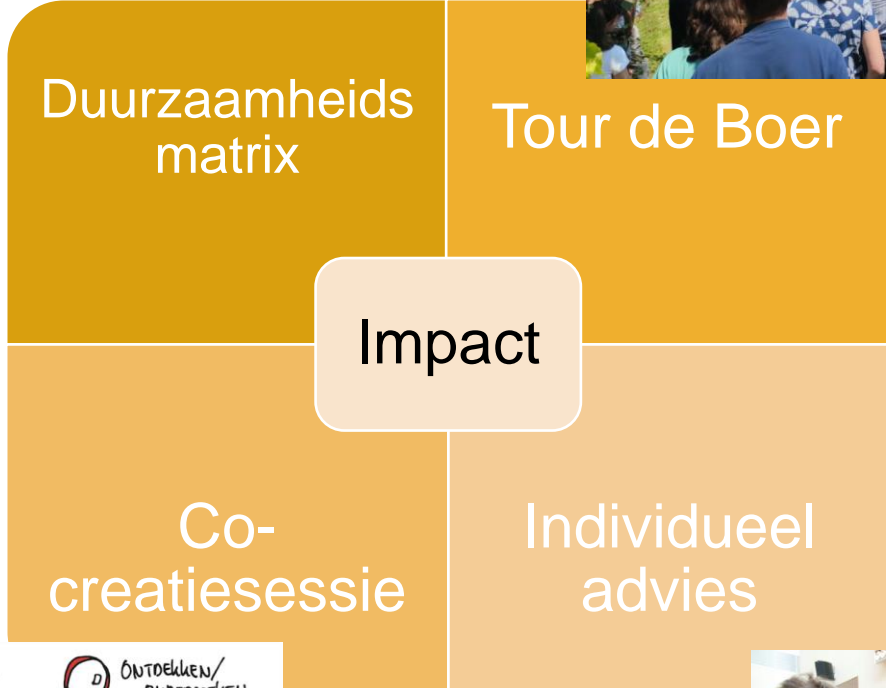 Duurzaamheids
matrix
Tour de Boer
Impact
Co-
creatiesessie
Individueel
advies
ONTDEKKEN/